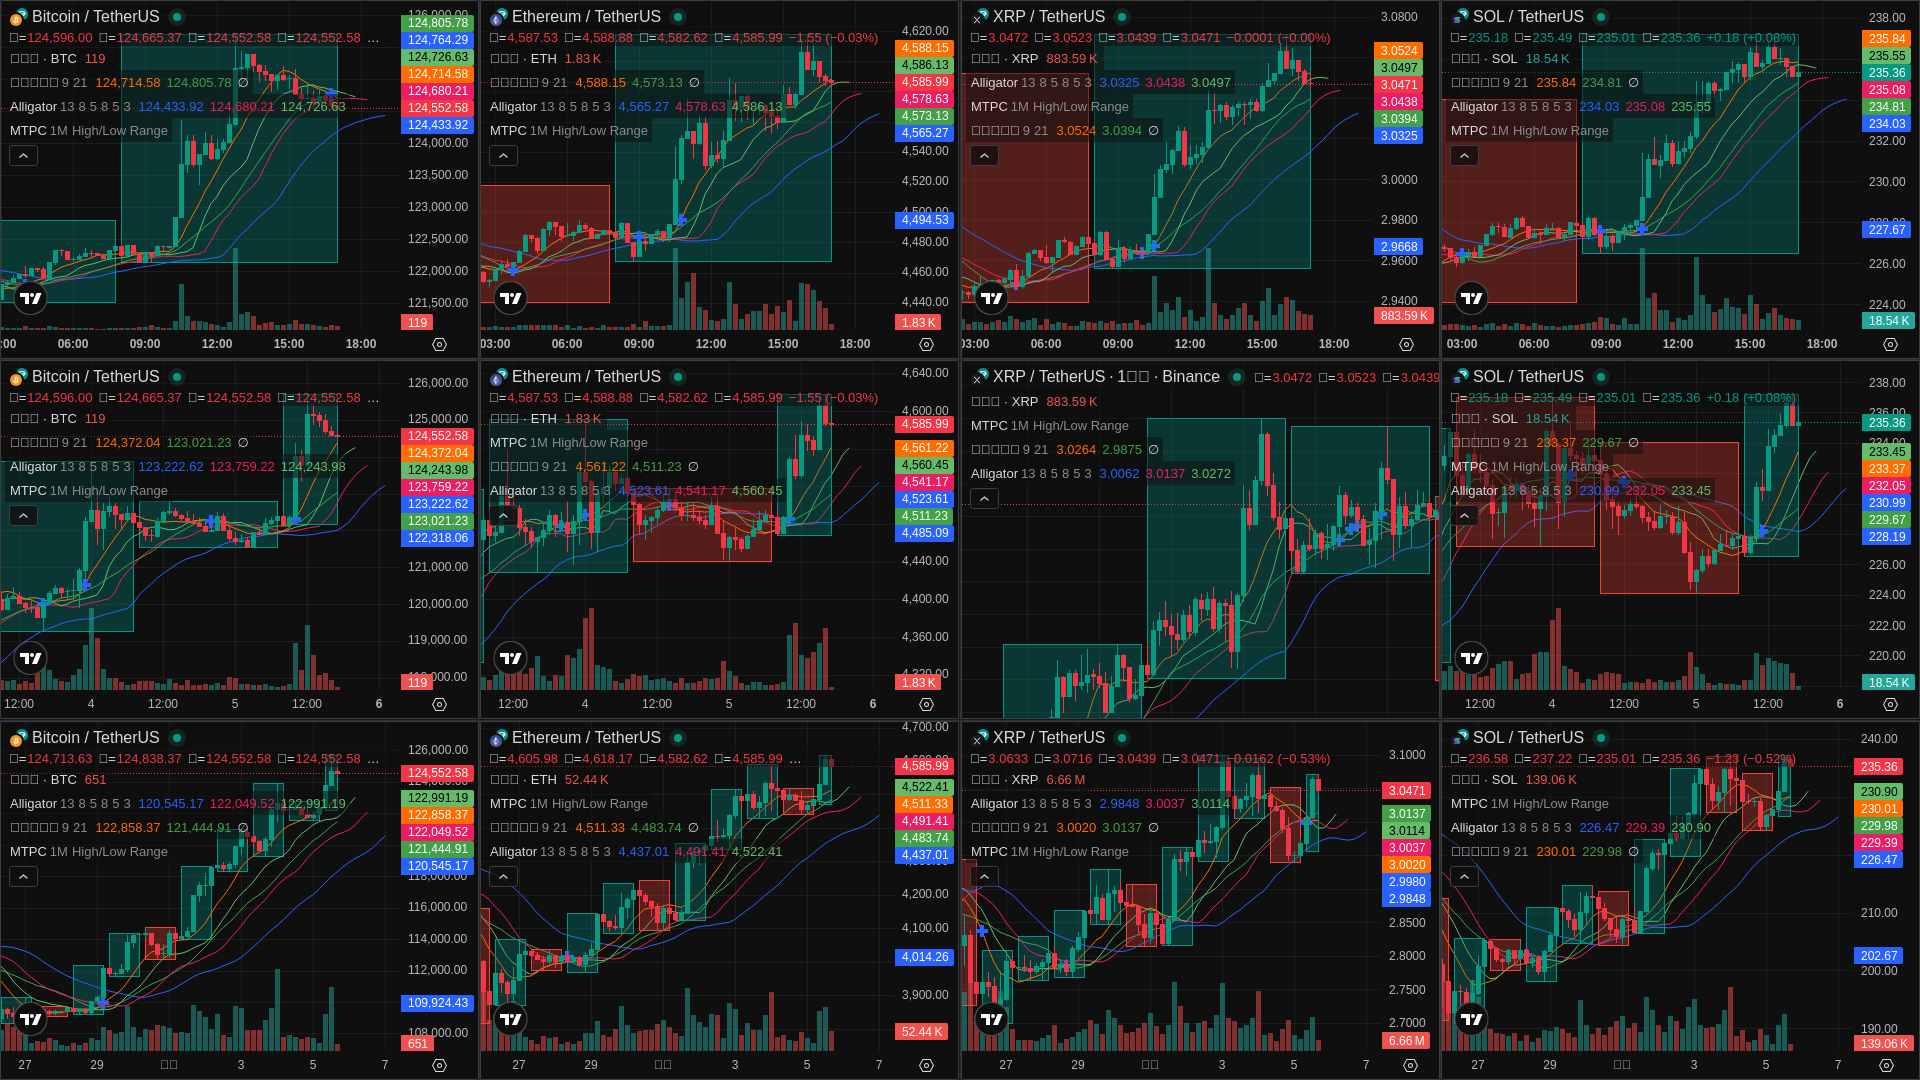 Bitcoin / TetherUS
=124,596.00 =124,665.37 =124,552.58 =124,552.58 ...
· BTC 119
9 21 124,714.58 124,805.78 ∅
Alligator 13 8 5 8 5 3 124,433.92 124,680.21 124,726.63
MTPC 1M High/Low Range
124,805.78
124,764.29
124,726.63
124,714.58
124,680.21
124,552.58
124,433.92
124,000.00
123,500.00
123,000.00
122,500.00
122,000.00
121,500.00
119
:00 06:00 09:00 12:00 15:00 18:00
Ethereum / TetherUS
=4,587.53 =4,588.88 =4,582.62 =4,585.99 −1.55 (−0.03%)
· ETH 1.83 K
9 21 4,588.15 4,573.13 ∅
Alligator 13 8 5 8 5 3 4,565.27 4,578.63 4,586.13
MTPC 1M High/Low Range
4,620.00
4,588.15
4,586.13
4,585.99
4,578.63
4,573.13
4,565.27
4,540.00
4,520.00
4,500.00
4,494.53
4,480.00
4,460.00
4,440.00
1.83 K
03:00 06:00 09:00 12:00 15:00 18:00
XRP / TetherUS
=3.0472 =3.0523 =3.0439 =3.0471 −0.0001 (−0.00%)
· XRP 883.59 K
Alligator 13 8 5 8 5 3 3.0325 3.0438 3.0497
MTPC 1M High/Low Range
9 21 3.0524 3.0394 ∅
3.0800
3.0524
3.0497
3.0471
3.0438
3.0394
3.0325
3.0000
2.9800
2.9668
2.9600
2.9400
883.59 K
03:00 06:00 09:00 12:00 15:00 18:00
SOL / TetherUS
=235.18 =235.49 =235.01 =235.36 +0.18 (+0.08%)
· SOL 18.54 K
9 21 235.84 234.81 ∅
Alligator 13 8 5 8 5 3 234.03 235.08 235.55
MTPC 1M High/Low Range
238.00
235.84
235.55
235.36
235.08
234.81
234.03
232.00
230.00
227.67
226.00
224.00
18.54 K
03:00 06:00 09:00 12:00 15:00 18:00
Bitcoin / TetherUS
=124,596.00 =124,665.37 =124,552.58 =124,552.58 ...
· BTC 119
9 21 124,372.04 123,021.23 ∅
Alligator 13 8 5 8 5 3 123,222.62 123,759.22 124,243.98
MTPC 1M High/Low Range
126,000.00
125,000.00
124,552.58
124,372.04
124,243.98
123,759.22
123,222.62
123,021.23
122,318.06
121,000.00
120,000.00
119,000.00
119
12:00 4 12:00 5 12:00 6
Ethereum / TetherUS
=4,587.53 =4,588.88 =4,582.62 =4,585.99 −1.55 (−0.03%)
· ETH 1.83 K
MTPC 1M High/Low Range
9 21 4,561.22 4,511.23 ∅
Alligator 13 8 5 8 5 3 4,523.61 4,541.17 4,560.45
4,640.00
4,600.00
4,585.99
4,561.22
4,560.45
4,541.17
4,523.61
4,511.23
4,485.09
4,440.00
4,400.00
4,360.00
4,320.00
1.83 K
12:00 4 12:00 5 12:00 6
XRP / TetherUS · 1 · Binance =3.0472 =3.0523 =3.0439
· XRP 883.59 K
MTPC 1M High/Low Range
9 21 3.0264 2.9875 ∅
Alligator 13 8 5 8 5 3 3.0062 3.0137 3.0272
SOL / TetherUS
=235.18 =235.49 =235.01 =235.36 +0.18 (+0.08%)
· SOL 18.54 K
9 21 233.37 229.67 ∅
MTPC 1M High/Low Range
Alligator 13 8 5 8 5 3 230.99 232.05 233.45
238.00
236.00
235.36
234.00
233.45
233.37
232.05
230.99
229.67
228.19
226.00
224.00
222.00
220.00
18.54 K
12:00 4 12:00 5 12:00 6
Bitcoin / TetherUS
=124,713.63 =124,838.37 =124,552.58 =124,552.58 ...
· BTC 651
Alligator 13 8 5 8 5 3 120,545.17 122,049.52 122,991.19
9 21 122,858.37 121,444.91 ∅
MTPC 1M High/Low Range
126,000.00
124,552.58
122,991.19
122,858.37
122,049.52
121,444.91
120,545.17
118,000.00
116,000.00
114,000.00
112,000.00
109,924.43
108,000.00
651
27 29 3 5 7
Ethereum / TetherUS
=4,605.98 =4,618.17 =4,582.62 =4,585.99 ...
· ETH 52.44 K
MTPC 1M High/Low Range
9 21 4,511.33 4,483.74 ∅
Alligator 13 8 5 8 5 3 4,437.01 4,491.41 4,522.41
4,700.00
4,585.99
4,522.41
4,511.33
4,491.41
4,483.74
4,437.01
4,200.00
4,100.00
4,014.26
3,900.00
52.44 K
27 29 3 5 7
XRP / TetherUS
=3.0633 =3.0716 =3.0439 =3.0471 −0.0162 (−0.53%)
· XRP 6.66 M
Alligator 13 8 5 8 5 3 2.9848 3.0037 3.0114
9 21 3.0020 3.0137 ∅
MTPC 1M High/Low Range
3.1000
3.0471
3.0137
3.0114
3.0037
3.0020
2.9980
2.9848
2.8500
2.8000
2.7500
2.7000
6.66 M
27 29 3 5 7
SOL / TetherUS
=236.58 =237.22 =235.01 =235.36 −1.23 (−0.52%)
· SOL 139.06 K
MTPC 1M High/Low Range
Alligator 13 8 5 8 5 3 226.47 229.39 230.90
9 21 230.01 229.98 ∅
240.00
235.36
230.90
230.01
229.98
229.39
226.47
210.00
202.67
200.00
190.00
139.06 K
27 29 3 5 7